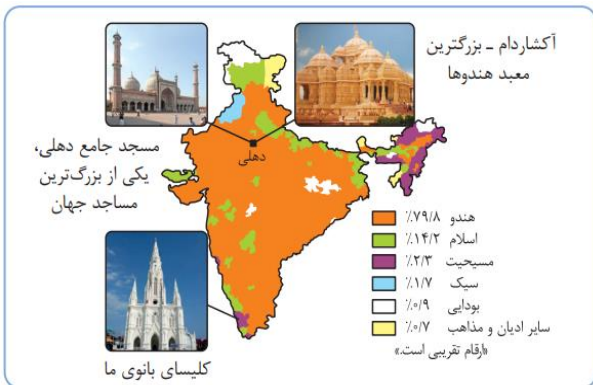 آکشاردام ـ بزرگترین
معبد هندوها
مسجد جامع دهلی،
یکی از بزرگ‌ترین
مساجد جهان
دهلی
هندو ٪۷۹/۸
اسلام ٪۱۴/۲
مسیحیت ٪۲/۳
سیک ٪۱/۷
بودایی ٪۰/۹
سایر ادیان و مذاهب ٪۰/۷
«ارقام تقریبی است.»
کلیسای بانوی ما